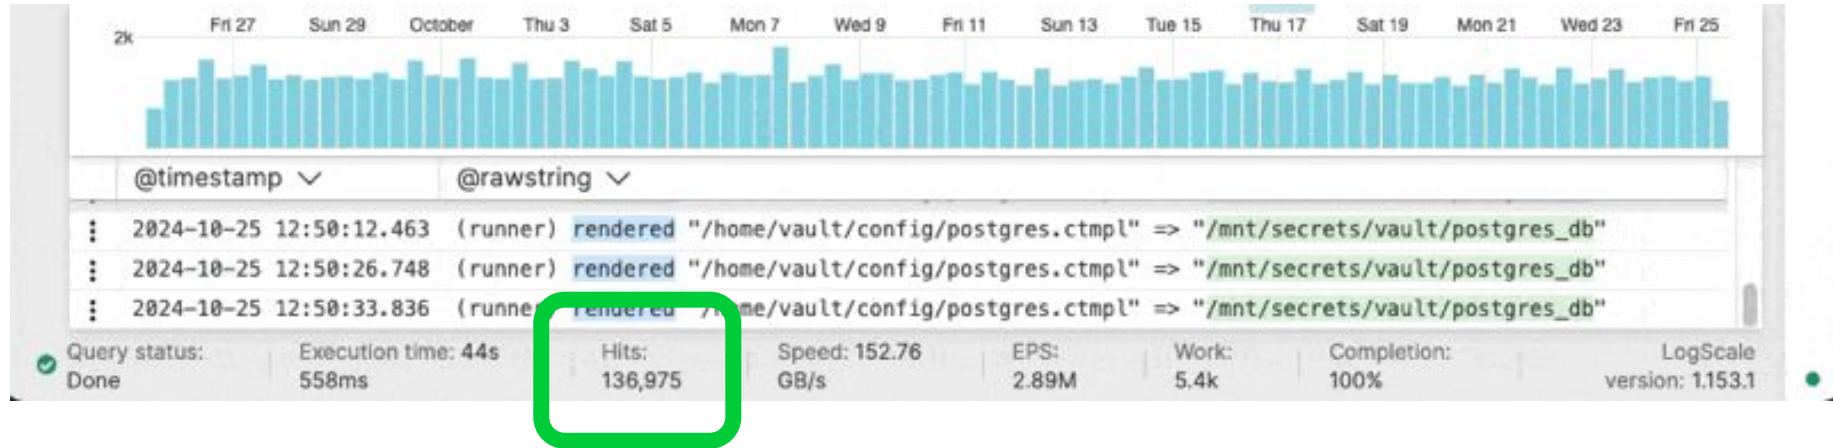 Fri 27 Sun 29 October Thu 3 Sat 5 Mon 7 Wed 9 Fri 11 Sun 13 Tue 15 Thu 17 Sat 19 Mon 21 Wed 23 Fri 25
2k
@timestamp @rawstring
2024-10-25 12:50:12.463 (runner) rendered "/home/vault/config/postgres.ctmpl" => "/mnt/secrets/vault/postgres_db"
2024-10-25 12:50:26.748 (runner) rendered "/home/vault/config/postgres.ctmpl" => "/mnt/secrets/vault/postgres_db"
2024-10-25 12:50:33.836 (runner) rendered "/home/vault/config/postgres.ctmpl" => "/mnt/secrets/vault/postgres_db"
Query status: Execution time: 44s Hits: Speed: 152.76 EPS: Work: Completion: LogScale
Done 558ms 136,975 GB/s 2.89M 5.4k 100% version: 1.153.1